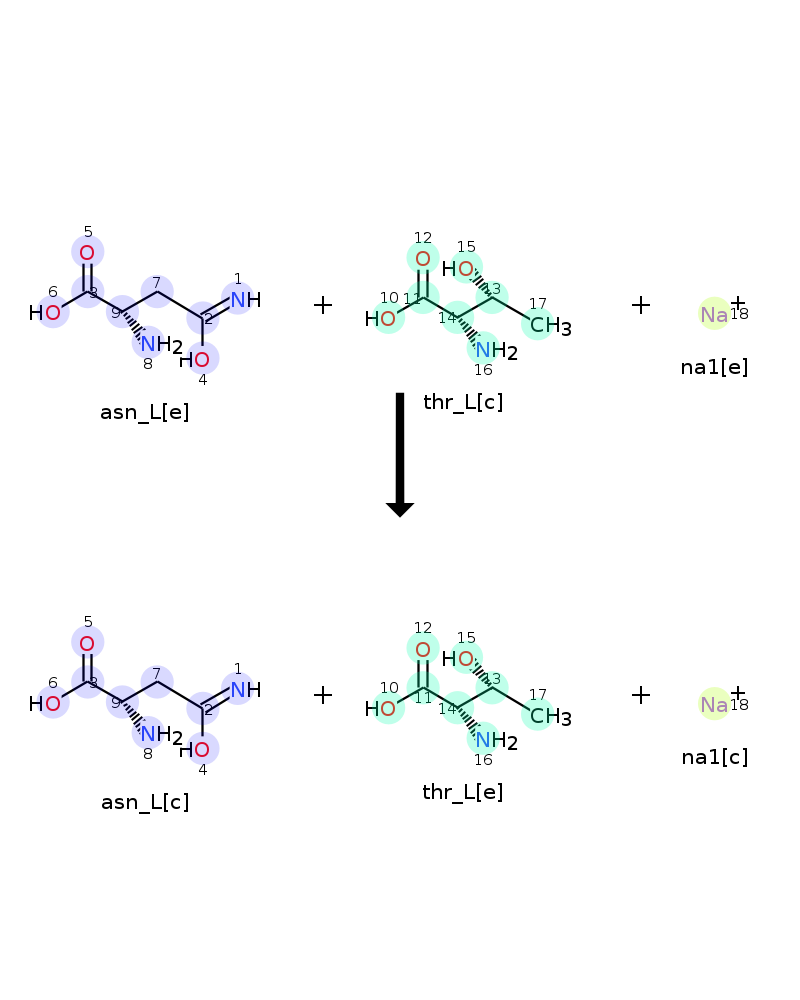 5
O
6
HO
3
9
7
1
NH
2
NH2
8
HO
4
asn_L[e]
+
12
O
15
HO
10
HO
11
14
13
17
CH3
NH2
16
thr_L[c]
+
Na+
18
na1[e]
5
O
6
HO
3
9
7
1
NH
2
NH2
8
HO
4
asn_L[c]
+
12
O
15
HO
10
HO
11
14
13
17
CH3
NH2
16
thr_L[e]
+
Na+
18
na1[c]